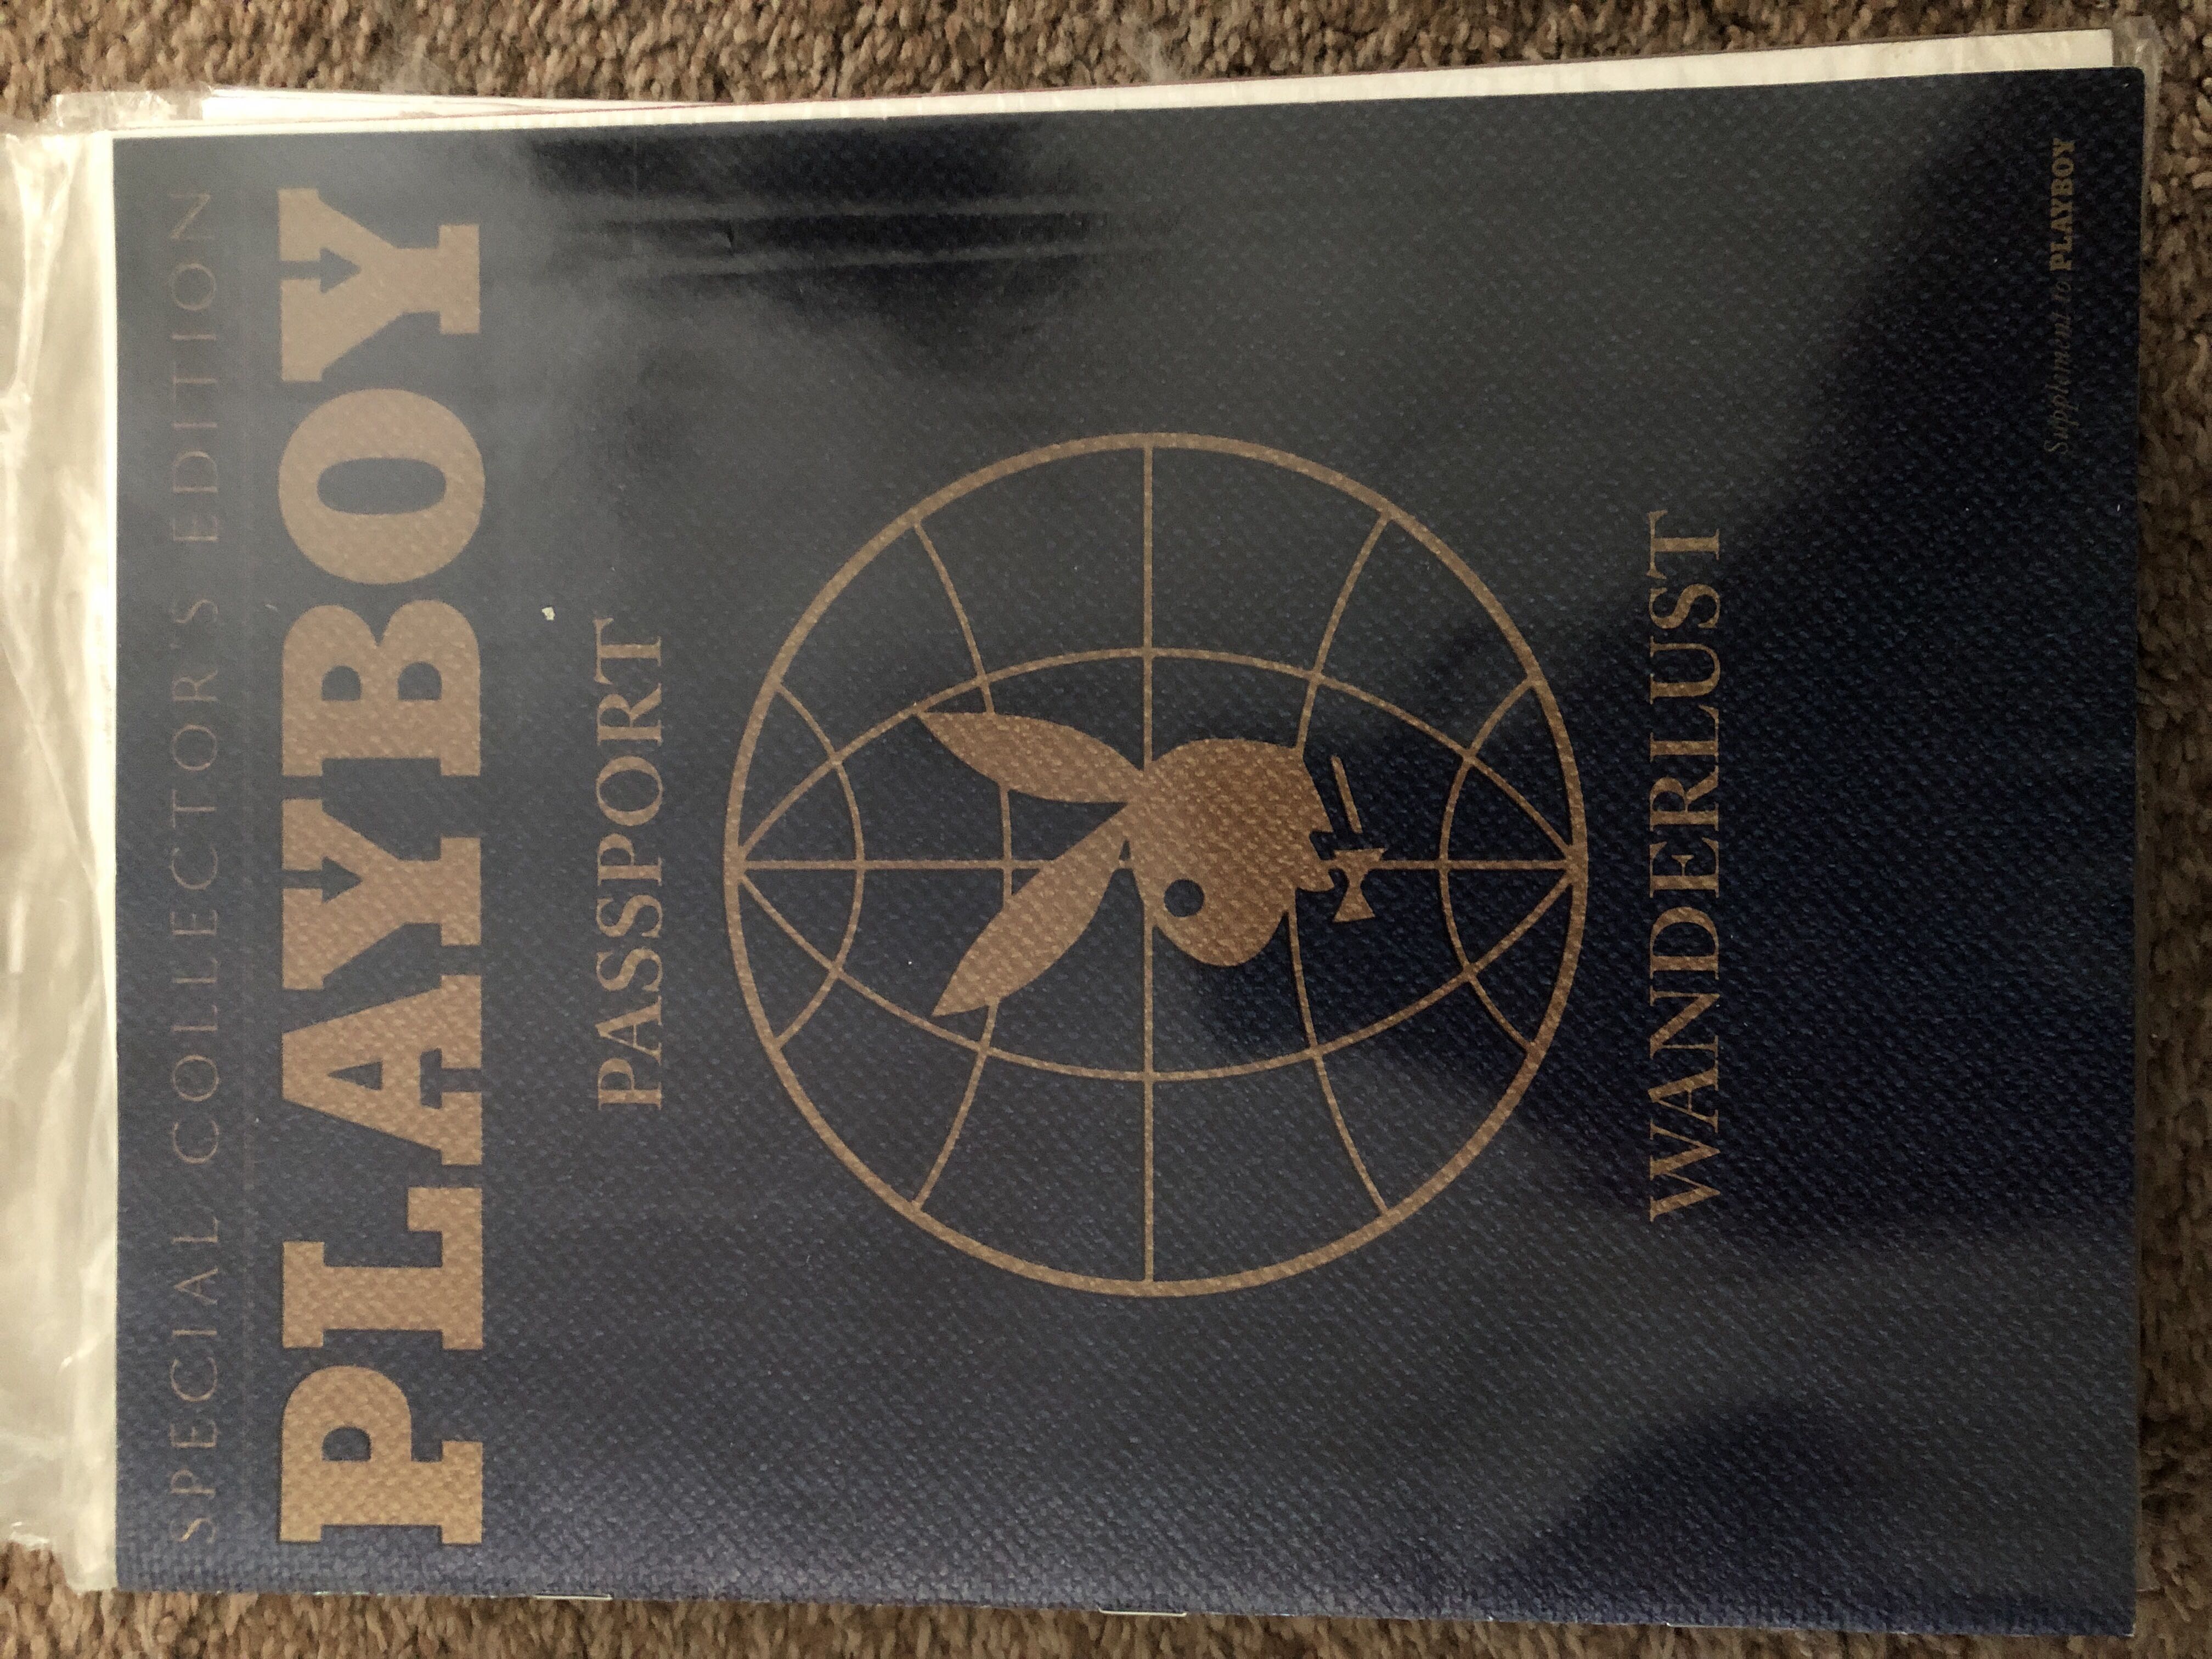 SPECIAL COLLECTOR'S EDITION
PLAYBOY
PASSPORT
WANDERLUST
Supplement to PLAYBOY